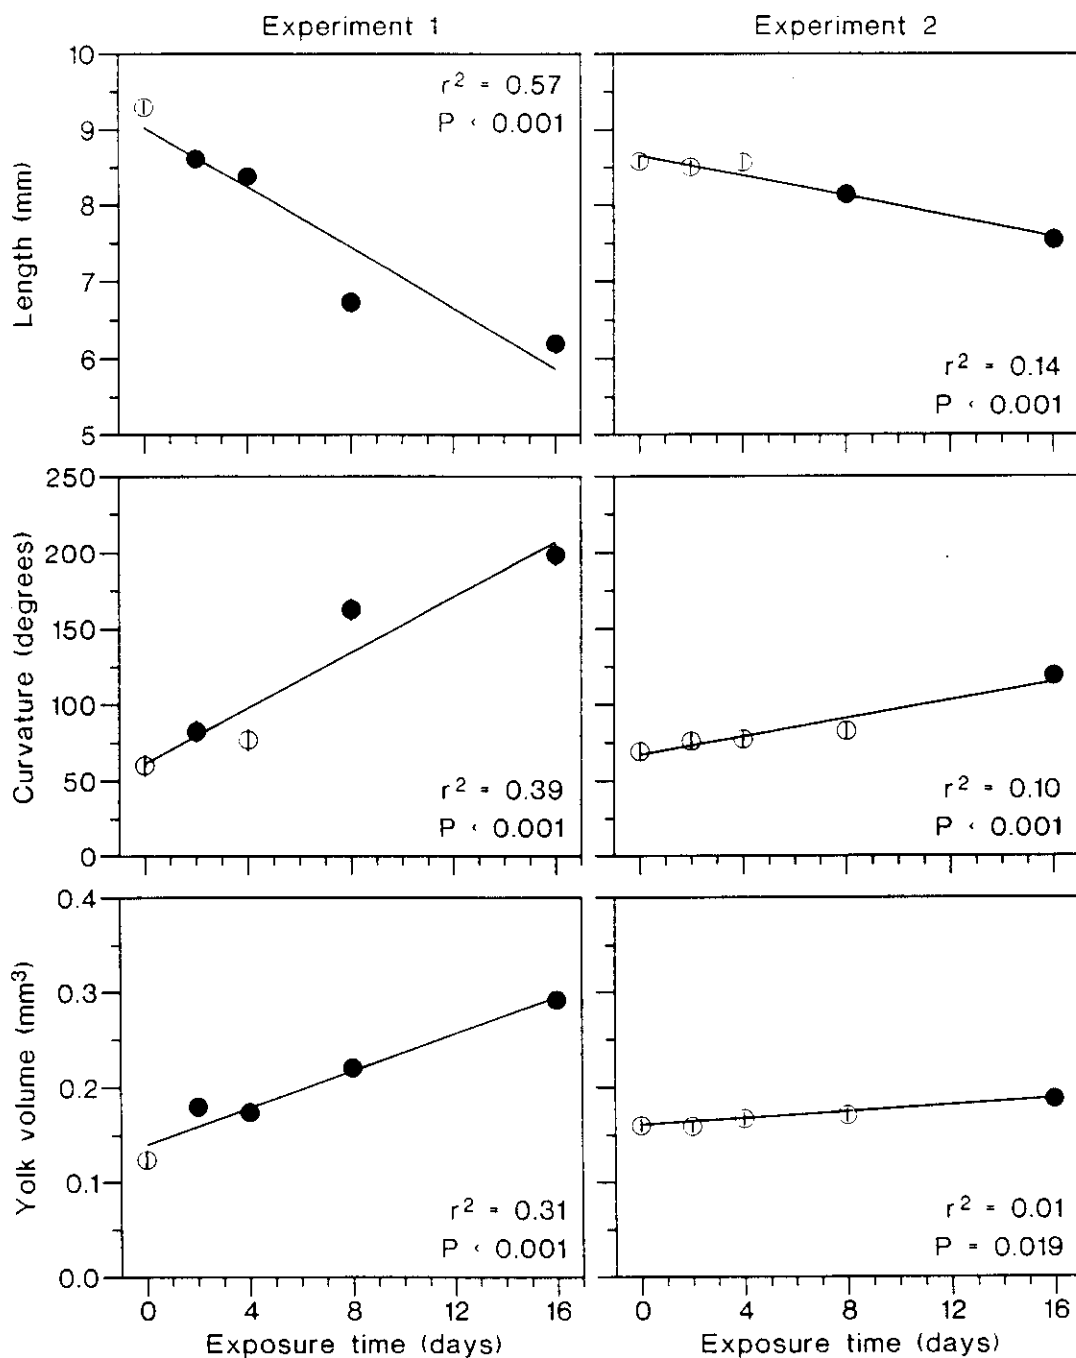 Experiment 1
Experiment 2
Length (mm)
10
9
8
7
6
5
r² = 0.57
P < 0.001
r² = 0.14
P < 0.001
Curvature (degrees)
250
200
150
100
50
0
r² = 0.39
P < 0.001
r² = 0.10
P < 0.001
Yolk volume (mm³)
0.4
0.3
0.2
0.1
0.0
r² = 0.31
P < 0.001
r² = 0.01
P = 0.019
0 4 8 12 16
0 4 8 12 16
Exposure time (days)
Exposure time (days)